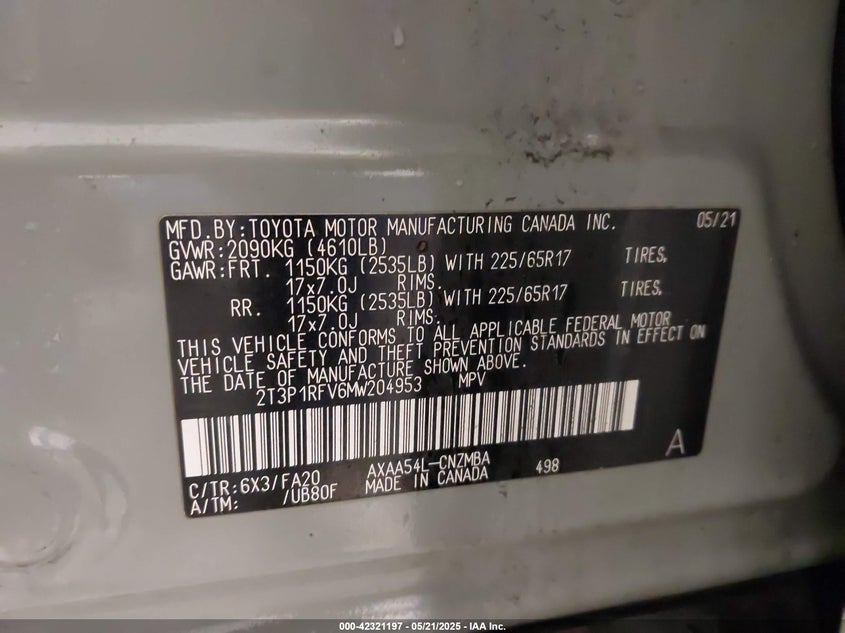 MFD.BY:TOYOTA MOTOR MANUFACTURING CANADA INC. 05/21
GVWR:2090KG (4610LB)
GAWR:FRT. 1150KG (2535LB) WITH 225/65R17 TIRES,
17x7.0J RIMS.
RR. 1150KG (2535LB) WITH 225/65R17 TIRES,
17x7.0J RIMS.
THIS VEHICLE CONFORMS TO ALL APPLICABLE FEDERAL MOTOR
VEHICLE SAFETY AND THEFT PREVENTION STANDARDS IN EFFECT ON
THE DATE OF MANUFACTURE SHOWN ABOVE.
2T3P1RFV6MW204953 MPV
A
C/TR:6X3/FA20 AXAA54L-CNZMBA 498
A/TM: /UB80F MADE IN CANADA
000-42321197 - 05/21/2025 - IAA Inc.